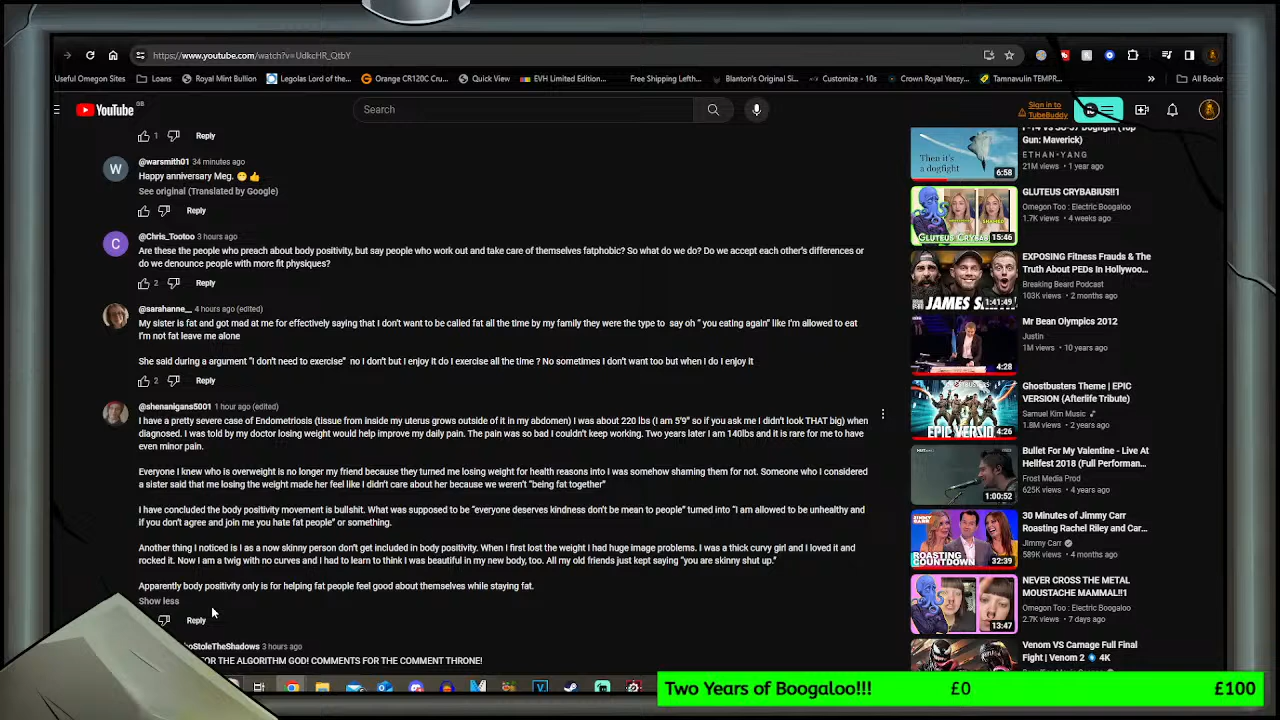 https://www.youtube.com/watch?v=UdkcHR_QtbY
Useful Omegon Sites
Loans
Royal Mint Bullion
Legolas Lord of the...
Orange CR120C Cru...
Quick View
EVH Limited Edition...
Free Shipping Lefth...
Blanton's Original Si...
Customize - 10s
Crown Royal Yeezy...
Tamnavulin TEMPR...
»
All Bookr
YouTube GB
Search
Sign in to
TubeBuddy
1
Reply
W
@warsmith01 34 minutes ago
Happy anniversary Meg. 😁👍
See original (Translated by Google)
Reply
C
@Chris_Tootoo 3 hours ago
Are these the people who preach about body positivity, but say people who work out and take care of themselves fatphobic? So what do we do? Do we accept each other's differences or
do we denounce people with more fit physiques?
2
Reply
@sarahanne__ 4 hours ago (edited)
My sister is fat and got mad at me for effectively saying that I don't want to be called fat all the time by my family they were the type to say oh " you eating again" like I'm allowed to eat
I'm not fat leave me alone
She said during a argument "I don't need to exercise" no I don't but I enjoy it do I exercise all the time ? No sometimes I don't want too but when I do I enjoy it
2
Reply
@shenanigans5001 1 hour ago (edited)
I have a pretty severe case of Endometriosis (tissue from inside my uterus grows outside of it in my abdomen) I was about 220 lbs (I am 5'9" so if you ask me I didn't look THAT big) when
diagnosed. I was told by my doctor losing weight would help improve my daily pain. The pain was so bad I couldn't keep working. Two years later I am 140lbs and it is rare for me to have
even minor pain.
Everyone I knew who is overweight is no longer my friend because they turned me losing weight for health reasons into I was somehow shaming them for not. Someone who I considered
a sister said that me losing the weight made her feel like I didn't care about her because we weren't "being fat together"
I have concluded the body positivity movement is bullshit. What was supposed to be "everyone deserves kindness don't be mean to people" turned into "I am allowed to be unhealthy and
if you don't agree and join me you hate fat people" or something.
Another thing I noticed is I as a now skinny person don't get included in body positivity. When I first lost the weight I had huge image problems. I was a thick curvy girl and I loved it and
rocked it. Now I am a twig with no curves and I had to learn to think I was beautiful in my new body, too. All my old friends just kept saying "you are skinny shut up."
Apparently body positivity only is for helping fat people feel good about themselves while staying fat.
Show less
Reply
oStoleTheShadows 3 hours ago
OR THE ALGORITHM GOD! COMMENTS FOR THE COMMENT THRONE!
Then it's
a dogfight
6:58
F-14 Vs SU-57 Dogfight (Top
Gun: Maverick)
ETHAN・YANG
21M views • 1 year ago
SHAMED
GLUTEUS CRYBABIUS
15:46
GLUTEUS CRYBABIUS!!1
Omegon Too : Electric Boogaloo
1.7K views • 4 weeks ago
JAMES S
1:41:49
EXPOSING Fitness Frauds & The
Truth About PEDs In Hollywoo...
Breaking Beard Podcast
103K views • 2 months ago
4:28
Mr Bean Olympics 2012
Justin
1M views • 10 years ago
EPIC VERSION
4:26
Ghostbusters Theme | EPIC
VERSION (Afterlife Tribute)
Samuel Kim Music
1.8M views • 2 years ago
1:00:52
Bullet For My Valentine - Live At
Hellfest 2018 (Full Performan...
Frost Media Prod
625K views • 4 years ago
ROASTING
COUNTDOWN
32:39
30 Minutes of Jimmy Carr
Roasting Rachel Riley and Car...
Jimmy Carr
589K views • 4 months ago
13:47
NEVER CROSS THE METAL
MOUSTACHE MAMMAL!!1
Omegon Too : Electric Boogaloo
2.7K views • 7 days ago
Venom VS Carnage Full Final
Fight | Venom 2 4K
Two Years of Boogaloo!!! £0 £100